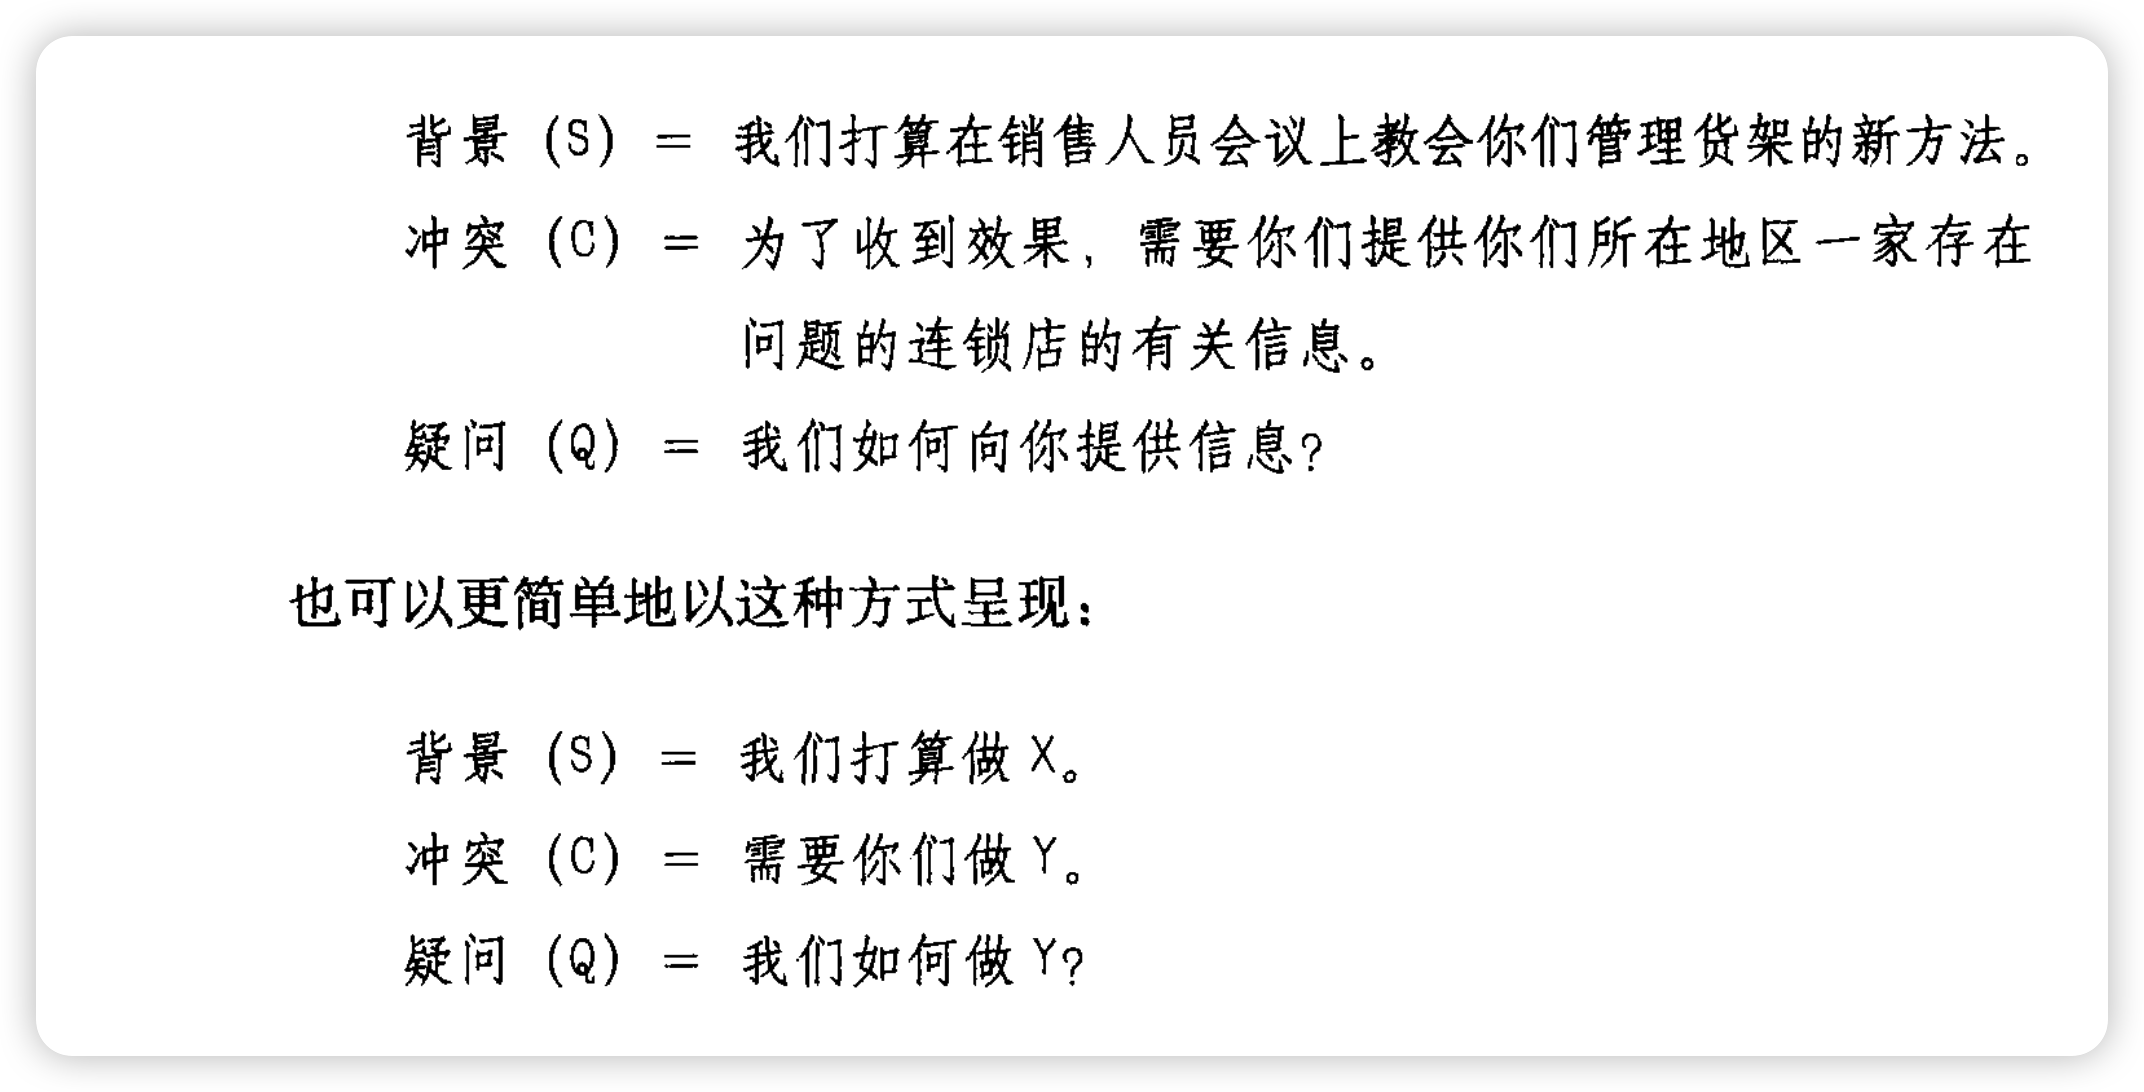 背景 (S) = 我们打算在销售人员会议上教会你们管理货架的新方法。
冲突 (C) = 为了收到效果, 需要你们提供你们所在地区一家存在
问题的连锁店的有关信息。
疑问 (Q) = 我们如何向你提供信息?
也可以更简单地以这种方式呈现:
背景 (S) = 我们打算做 X。
冲突 (C) = 需要你们做 Y。
疑问 (Q) = 我们如何做 Y?